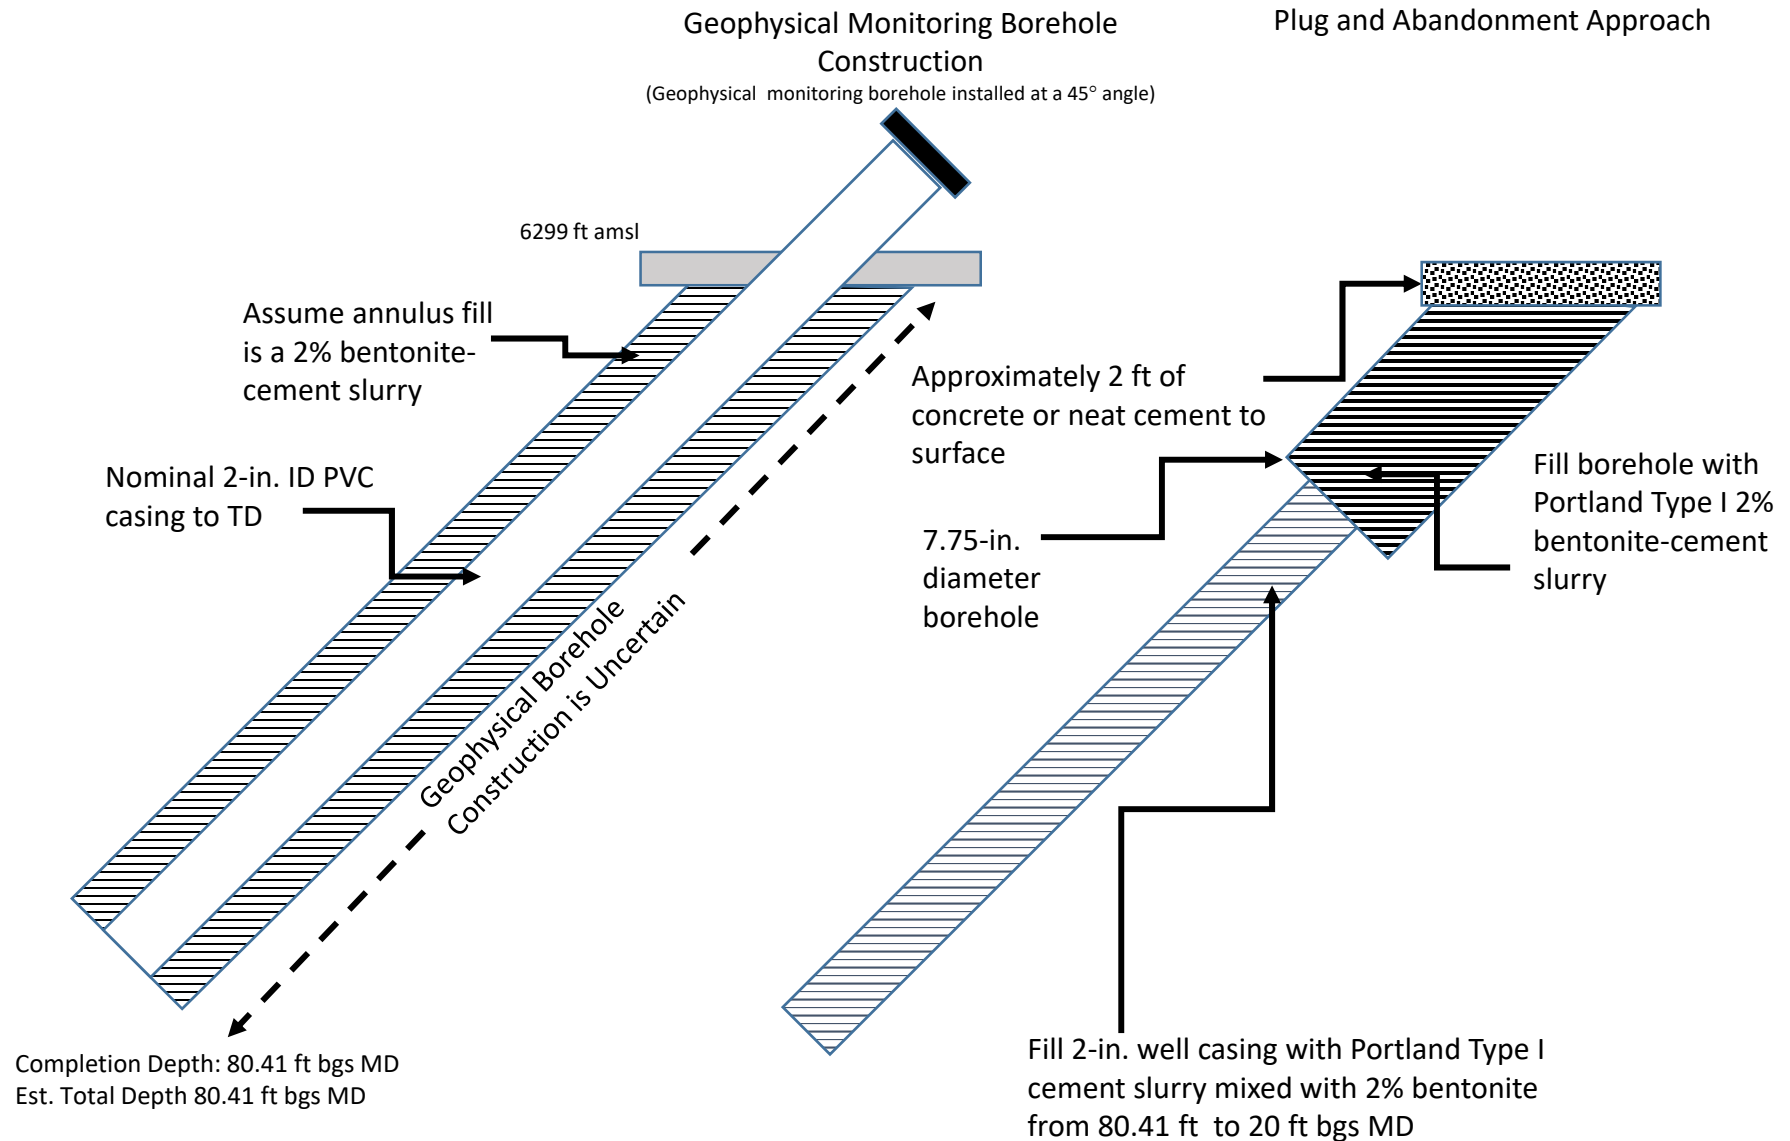 Geophysical Monitoring Borehole
Construction
(Geophysical monitoring borehole installed at a 45° angle)
Plug and Abandonment Approach
6299 ft amsl
Assume annulus fill
is a 2% bentonite-
cement slurry
Nominal 2-in. ID PVC
casing to TD
Geophysical Borehole
Construction is Uncertain
Completion Depth: 80.41 ft bgs MD
Est. Total Depth 80.41 ft bgs MD
Approximately 2 ft of
concrete or neat cement to
surface
7.75-in.
diameter
borehole
Fill borehole with
Portland Type I 2%
bentonite-cement
slurry
Fill 2-in. well casing with Portland Type I
cement slurry mixed with 2% bentonite
from 80.41 ft to 20 ft bgs MD